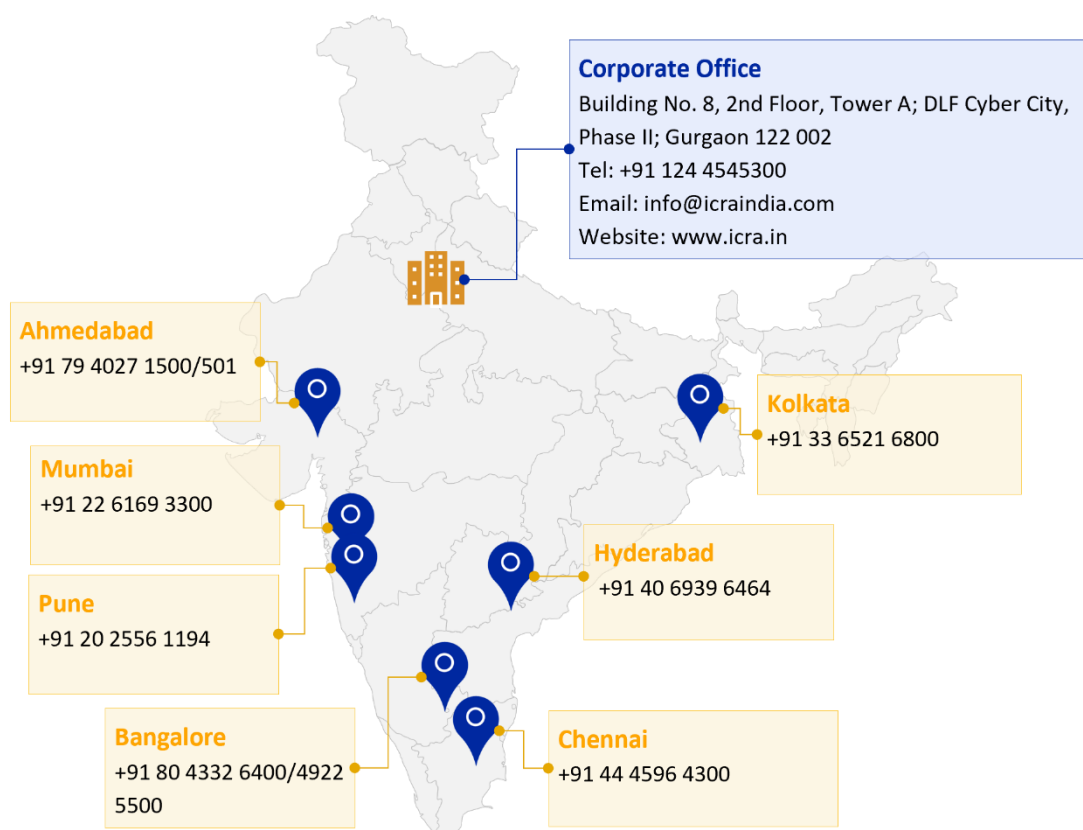 Corporate Office
Building No. 8, 2nd Floor, Tower A; DLF Cyber City,
Phase II; Gurgaon 122 002
Tel: +91 124 4545300
Email: info@icraindia.com
Website: www.icra.in
Ahmedabad
+91 79 4027 1500/501
Kolkata
+91 33 6521 6800
Mumbai
+91 22 6169 3300
Hyderabad
+91 40 6939 6464
Pune
+91 20 2556 1194
Bangalore
+91 80 4332 6400/4922
5500
Chennai
+91 44 4596 4300